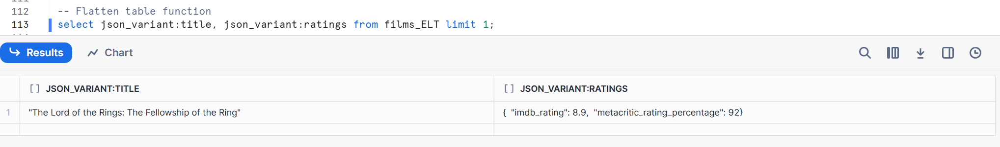 111
112 -- Flatten table function
113 select json_variant:title, json_variant:ratings from films_ELT limit 1;
Results Chart
[] JSON_VARIANT:TITLE [] JSON_VARIANT:RATINGS
1 "The Lord of the Rings: The Fellowship of the Ring" { "imdb_rating": 8.9, "metacritic_rating_percentage": 92}